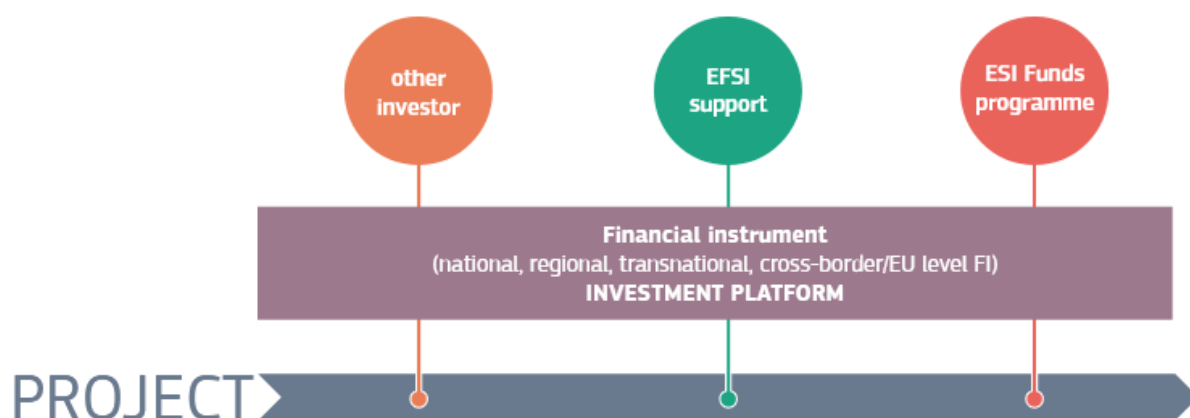 other
investor
EFSI
support
ESI Funds
programme
Financial instrument
(national, regional, transnational, cross-border/EU level FI)
INVESTMENT PLATFORM
PROJECT